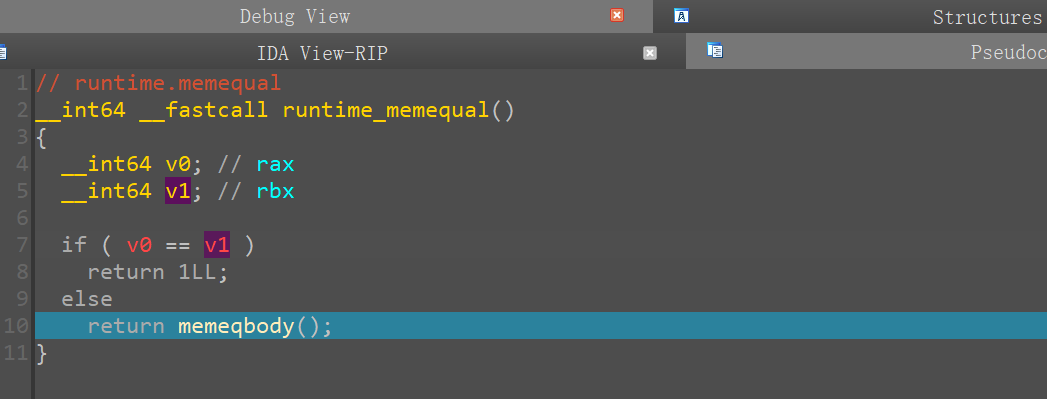 Debug View
Structures
IDA View-RIP
Pseudoc
1 // runtime.memequal
2 __int64 __fastcall runtime_memequal()
3 {
4   __int64 v0; // rax
5   __int64 v1; // rbx
6
7   if ( v0 == v1 )
8     return 1LL;
9   else
10     return memeqbody();
11 }